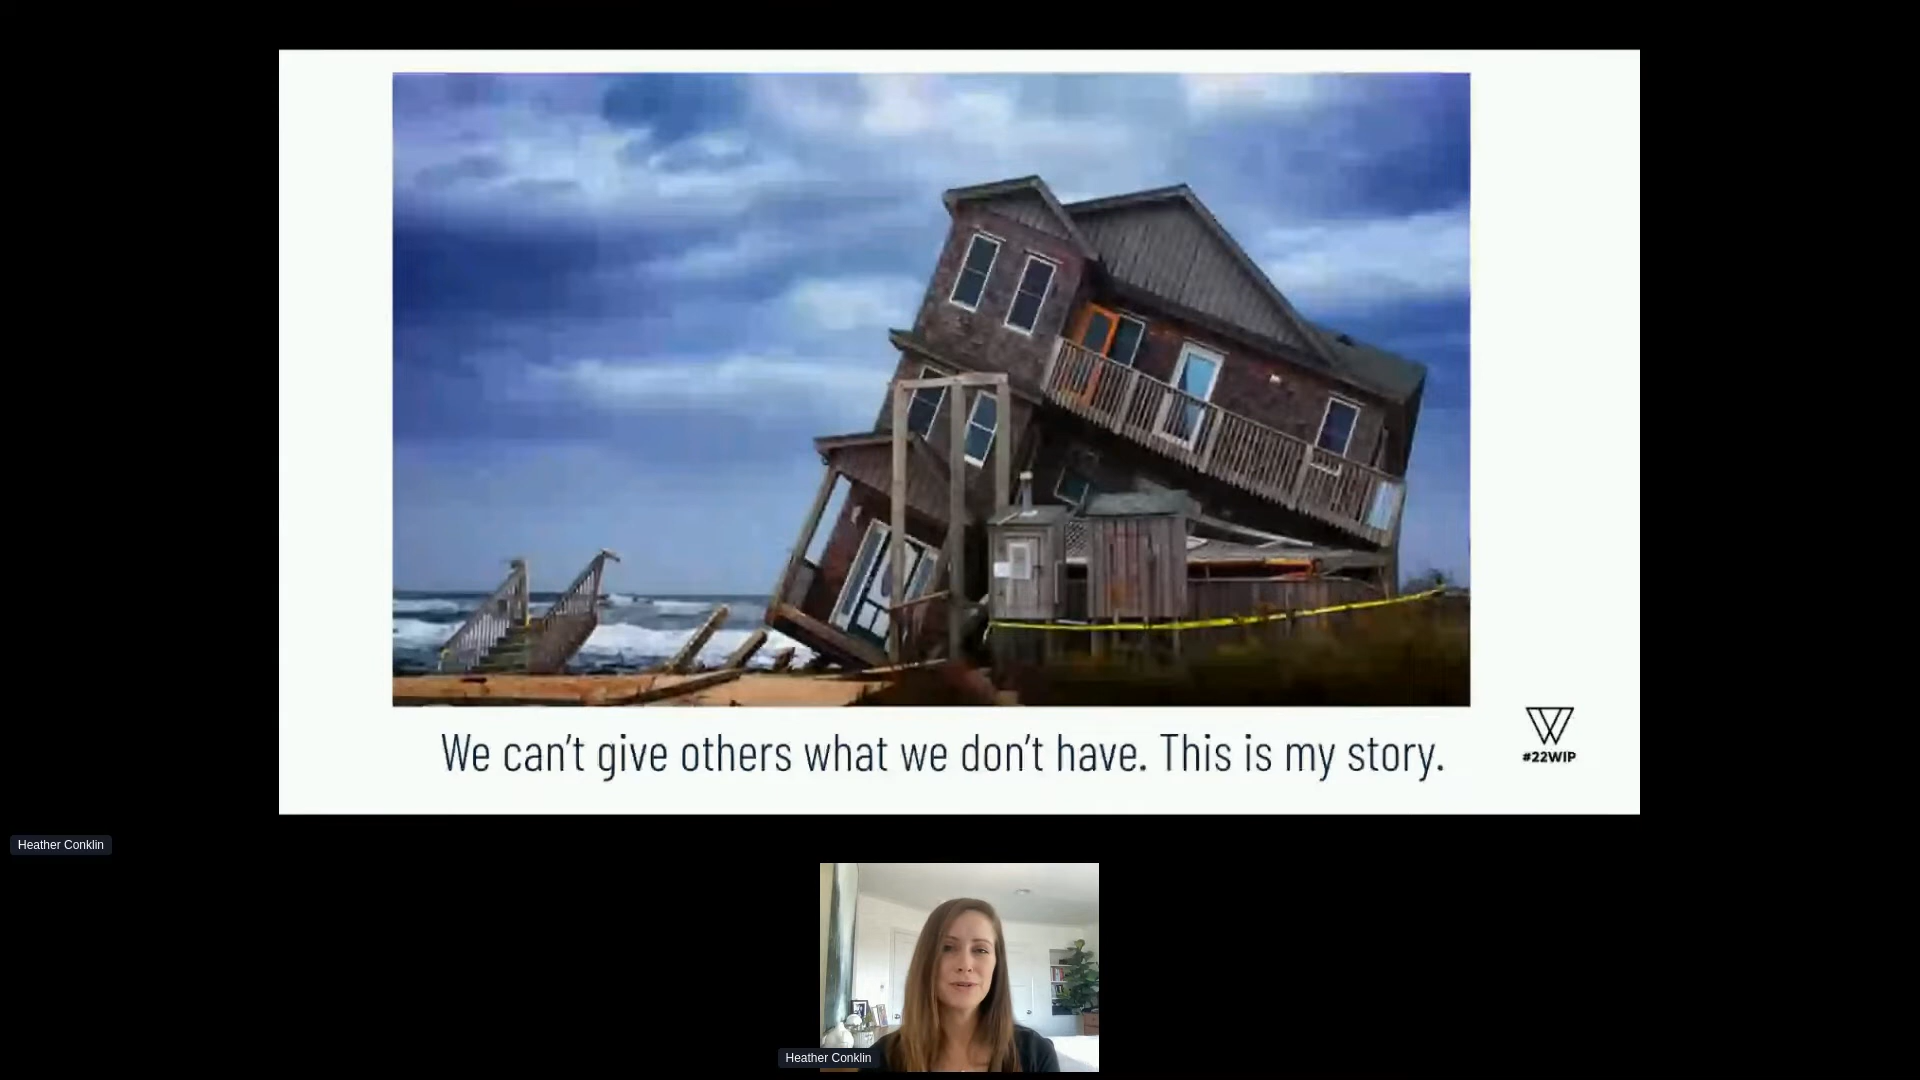 We can't give others what we don't have. This is my story.
#22WIP
Heather Conklin
Heather Conklin